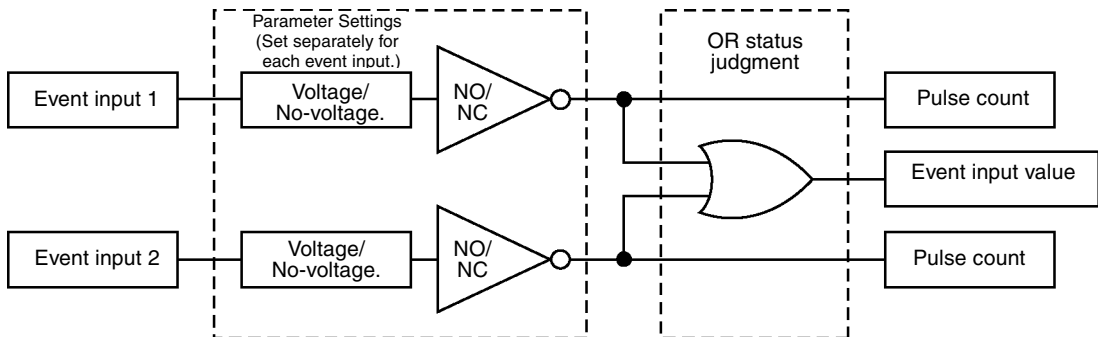 Parameter Settings
(Set separately for
each event input.)
OR status
judgment
Event input 1
Voltage/
No-voltage.
NO/
NC
Pulse count
Event input value
Event input 2
Voltage/
No-voltage.
NO/
NC
Pulse count